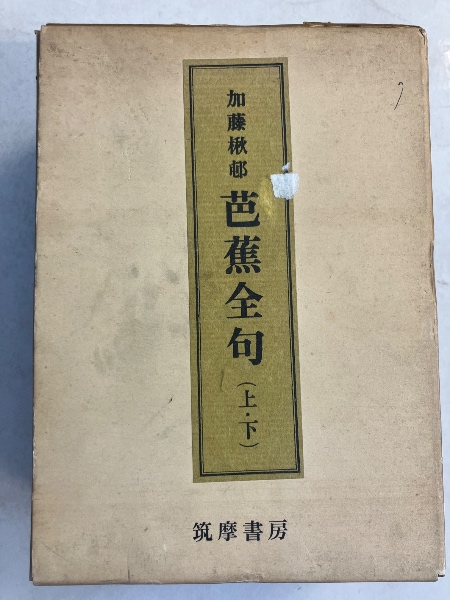 加藤楸邨
芭蕉全句
(上・下)
筑摩書房